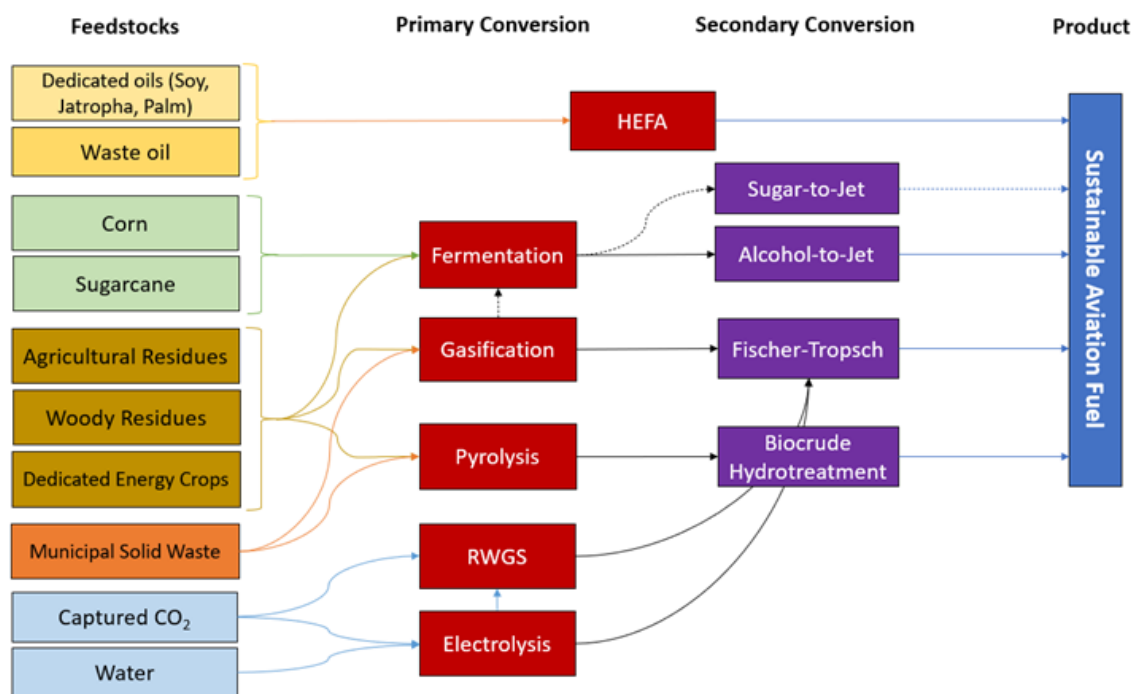 Feedstocks
Primary Conversion
Secondary Conversion
Product
Dedicated oils (Soy,
Jatropha, Palm)
Waste oil
Corn
Sugarcane
Agricultural Residues
Woody Residues
Dedicated Energy Crops
Municipal Solid Waste
Captured CO₂
Water
HEFA
Fermentation
Gasification
Pyrolysis
RWGS
Electrolysis
Sugar-to-Jet
Alcohol-to-Jet
Fischer-Tropsch
Biocrude
Hydrotreatment
Sustainable Aviation Fuel